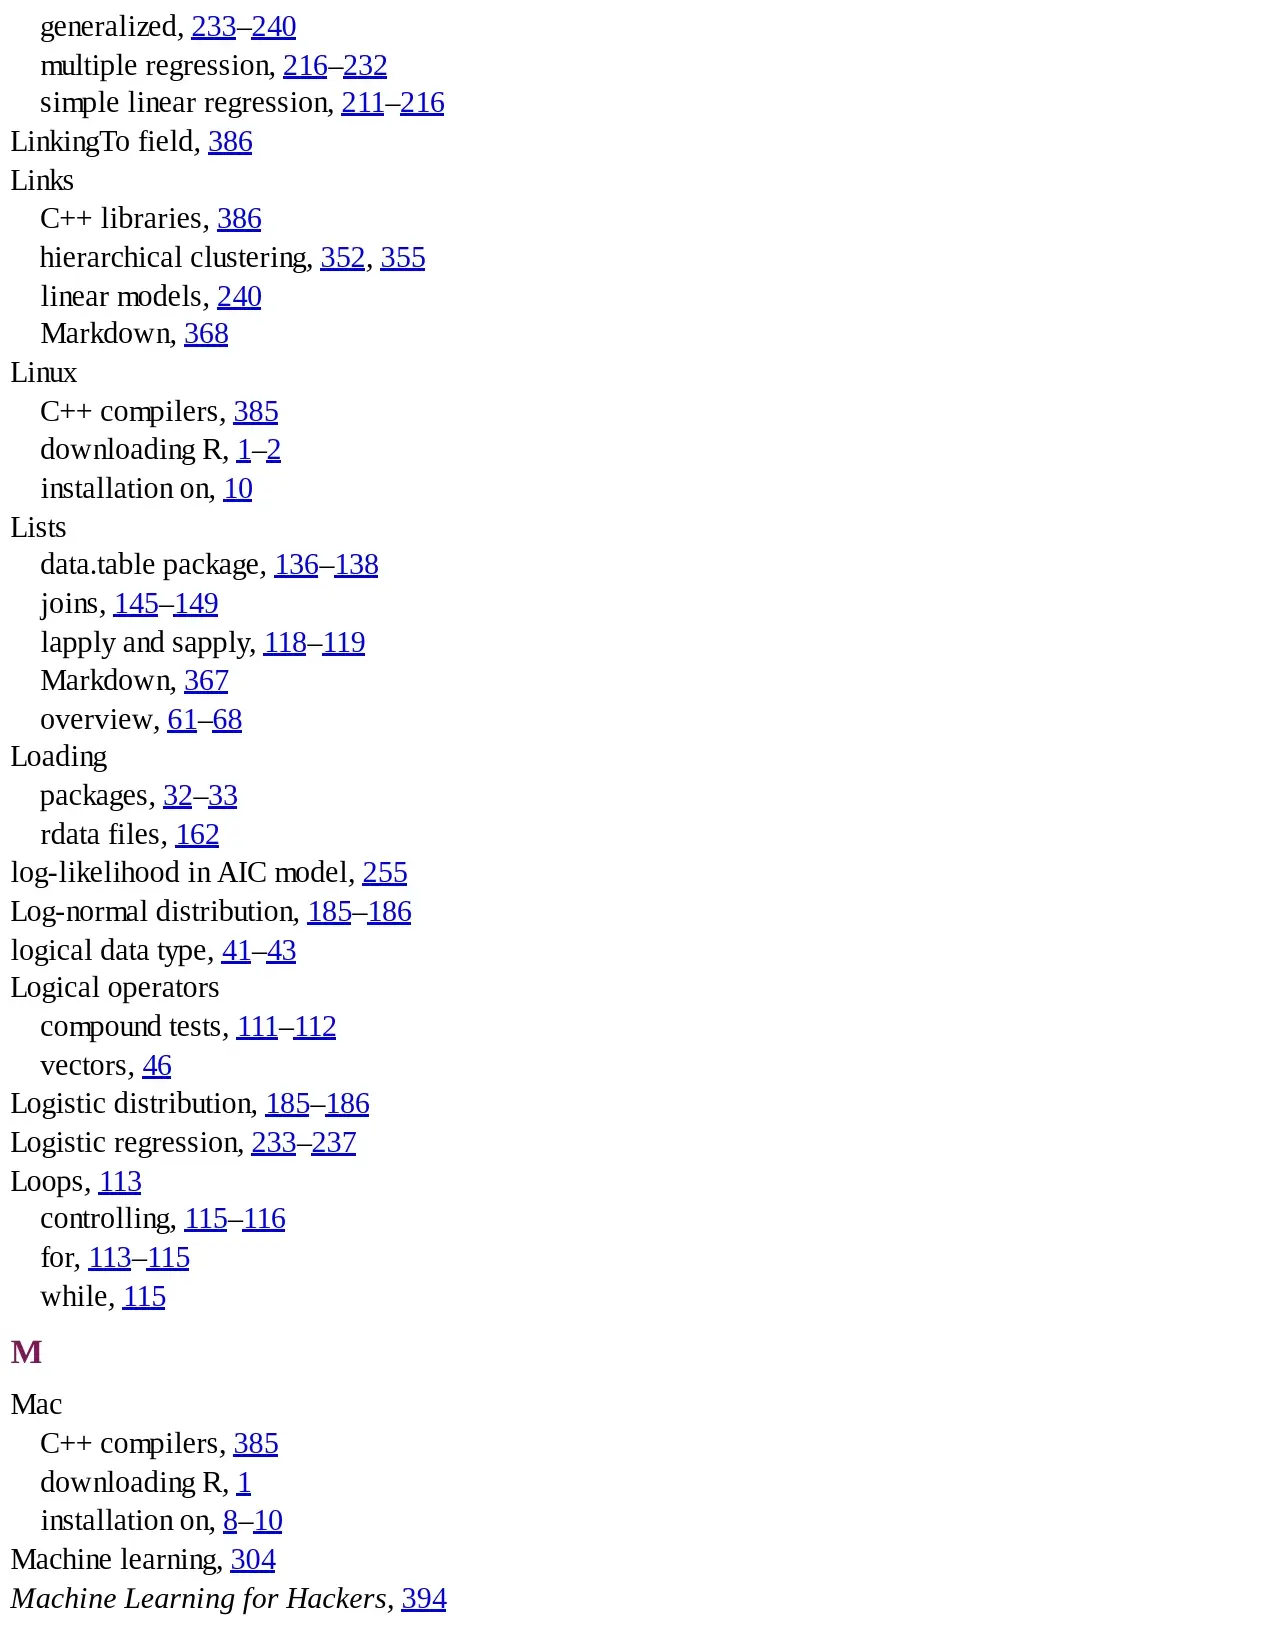 generalized, 233–240
multiple regression, 216–232
simple linear regression, 211–216
LinkingTo field, 386
Links
C++ libraries, 386
hierarchical clustering, 352, 355
linear models, 240
Markdown, 368
Linux
C++ compilers, 385
downloading R, 1–2
installation on, 10
Lists
data.table package, 136–138
joins, 145–149
lapply and sapply, 118–119
Markdown, 367
overview, 61–68
Loading
packages, 32–33
rdata files, 162
log-likelihood in AIC model, 255
Log-normal distribution, 185–186
logical data type, 41–43
Logical operators
compound tests, 111–112
vectors, 46
Logistic distribution, 185–186
Logistic regression, 233–237
Loops, 113
controlling, 115–116
for, 113–115
while, 115
M
Mac
C++ compilers, 385
downloading R, 1
installation on, 8–10
Machine learning, 304
Machine Learning for Hackers, 394